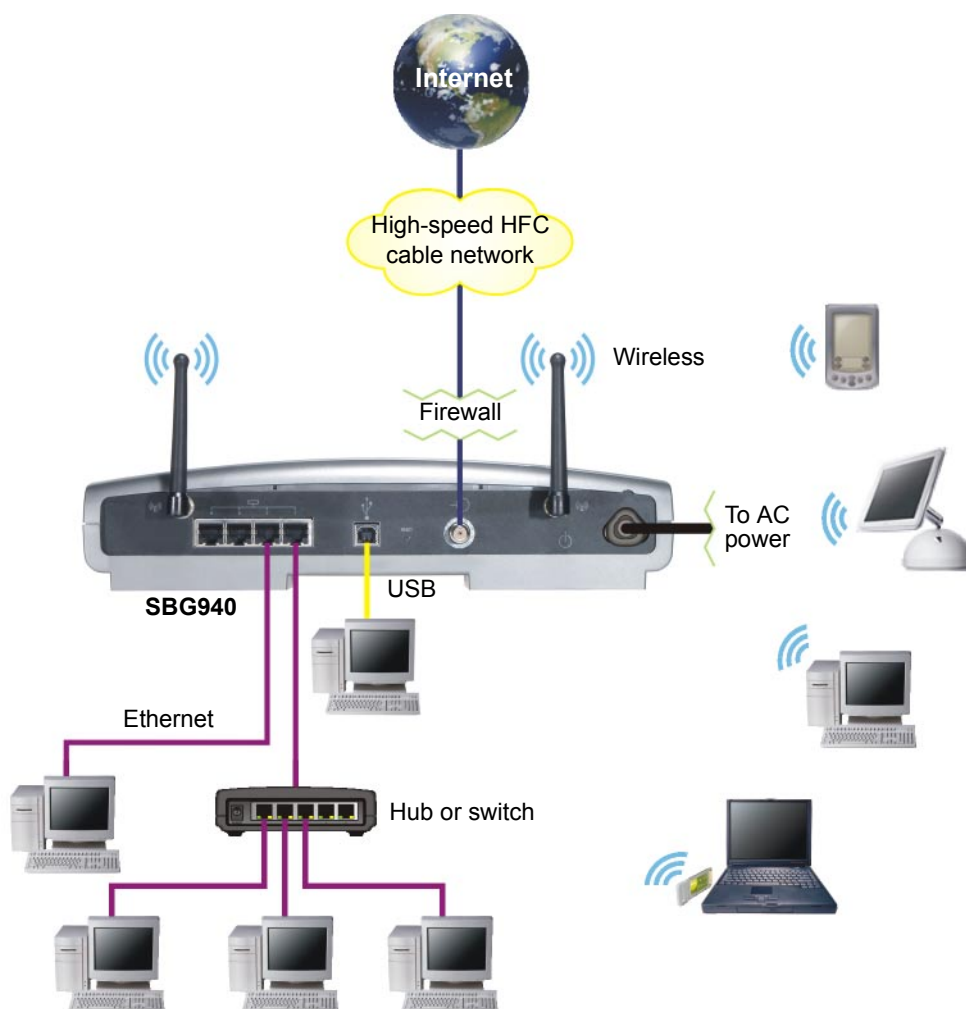 Internet
High-speed HFC
cable network
Wireless
Firewall
To AC
power
USB
SBG940
Ethernet
Hub or switch